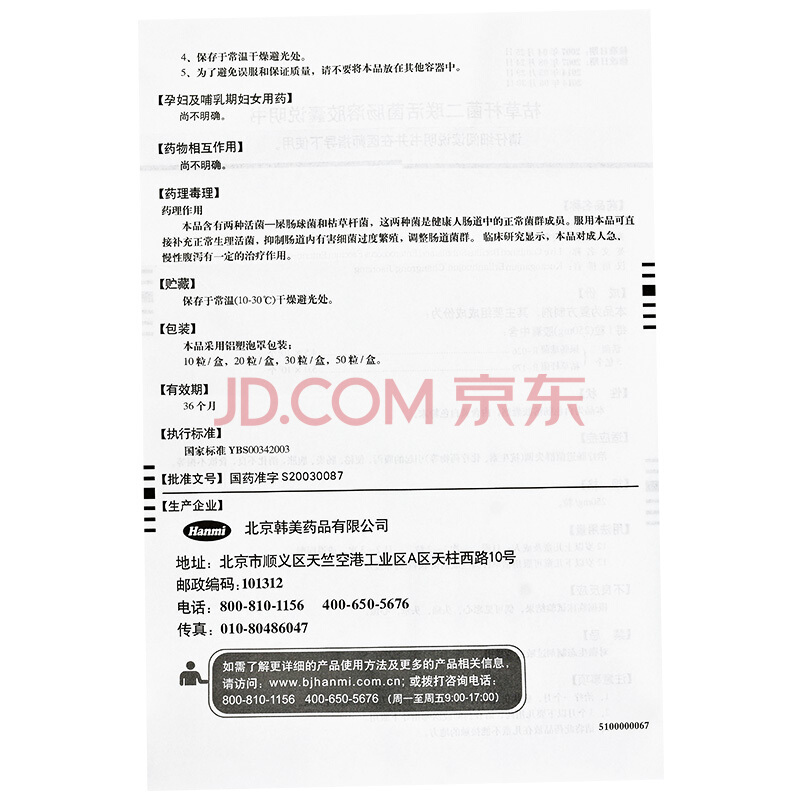 4、保存于常温干燥避光处。
5、为了避免误服和保证质量，请不要将本品放在其他容器中。
【孕妇及哺乳期妇女用药】
尚不明确。
【药物相互作用】
尚不明确。
【药理毒理】
药理作用
本品含有两种活菌—屎肠球菌和枯草杆菌，这两种菌是健康人肠道中的正常菌群成员。服用本品可直
接补充正常生理活菌，抑制肠道内有害细菌过度繁殖，调整肠道菌群。 临床研究显示，本品对成人急、
慢性腹泻有一定的治疗作用。
【贮藏】
保存于常温(10-30℃)干燥避光处。
【包装】
本品采用铝塑泡罩包装：
10粒/盒、20粒/盒，30粒/盒，50粒/盒。
【有效期】
36个月
JD.COM 京东
【执行标准】
国家标准 YBS00342003
【批准文号】国药准字 S20030087
【生产企业】
Hanmi 北京韩美药品有限公司
地址：北京市顺义区天竺空港工业区A区天柱西路10号
邮政编码：101312
电话：800-810-1156 400-650-5676
传真：010-80486047
如需了解更详细的产品使用方法及更多的产品相关信息，
请访问：www.bjhanmi.com.cn; 或拨打咨询电话：
800-810-1156 400-650-5676 (周一至周五9:00-17:00)
5100000067